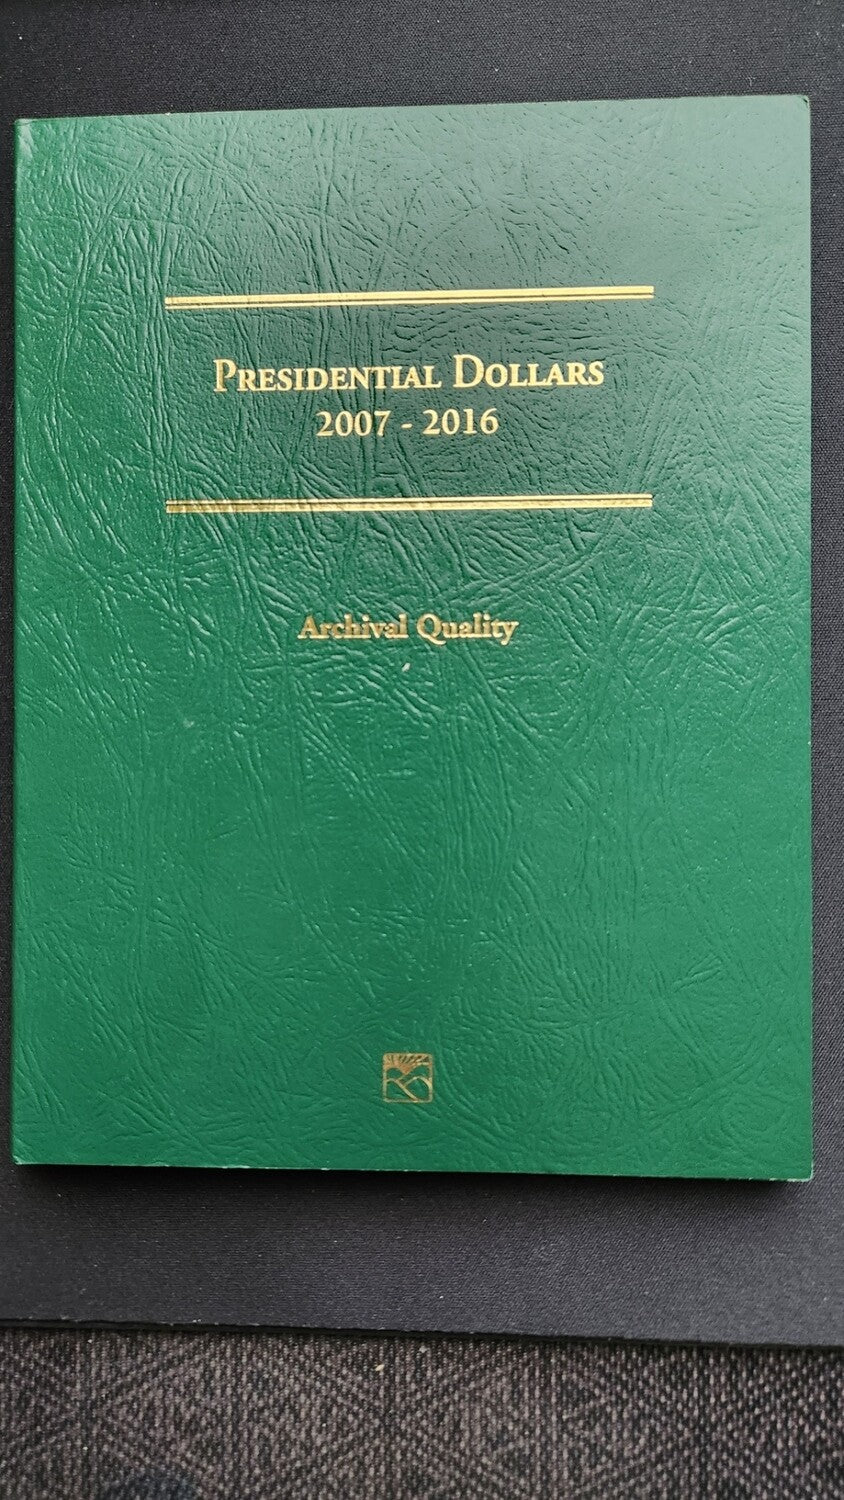 PRESIDENTIAL DOLLARS
2007 - 2016
Archival Quality